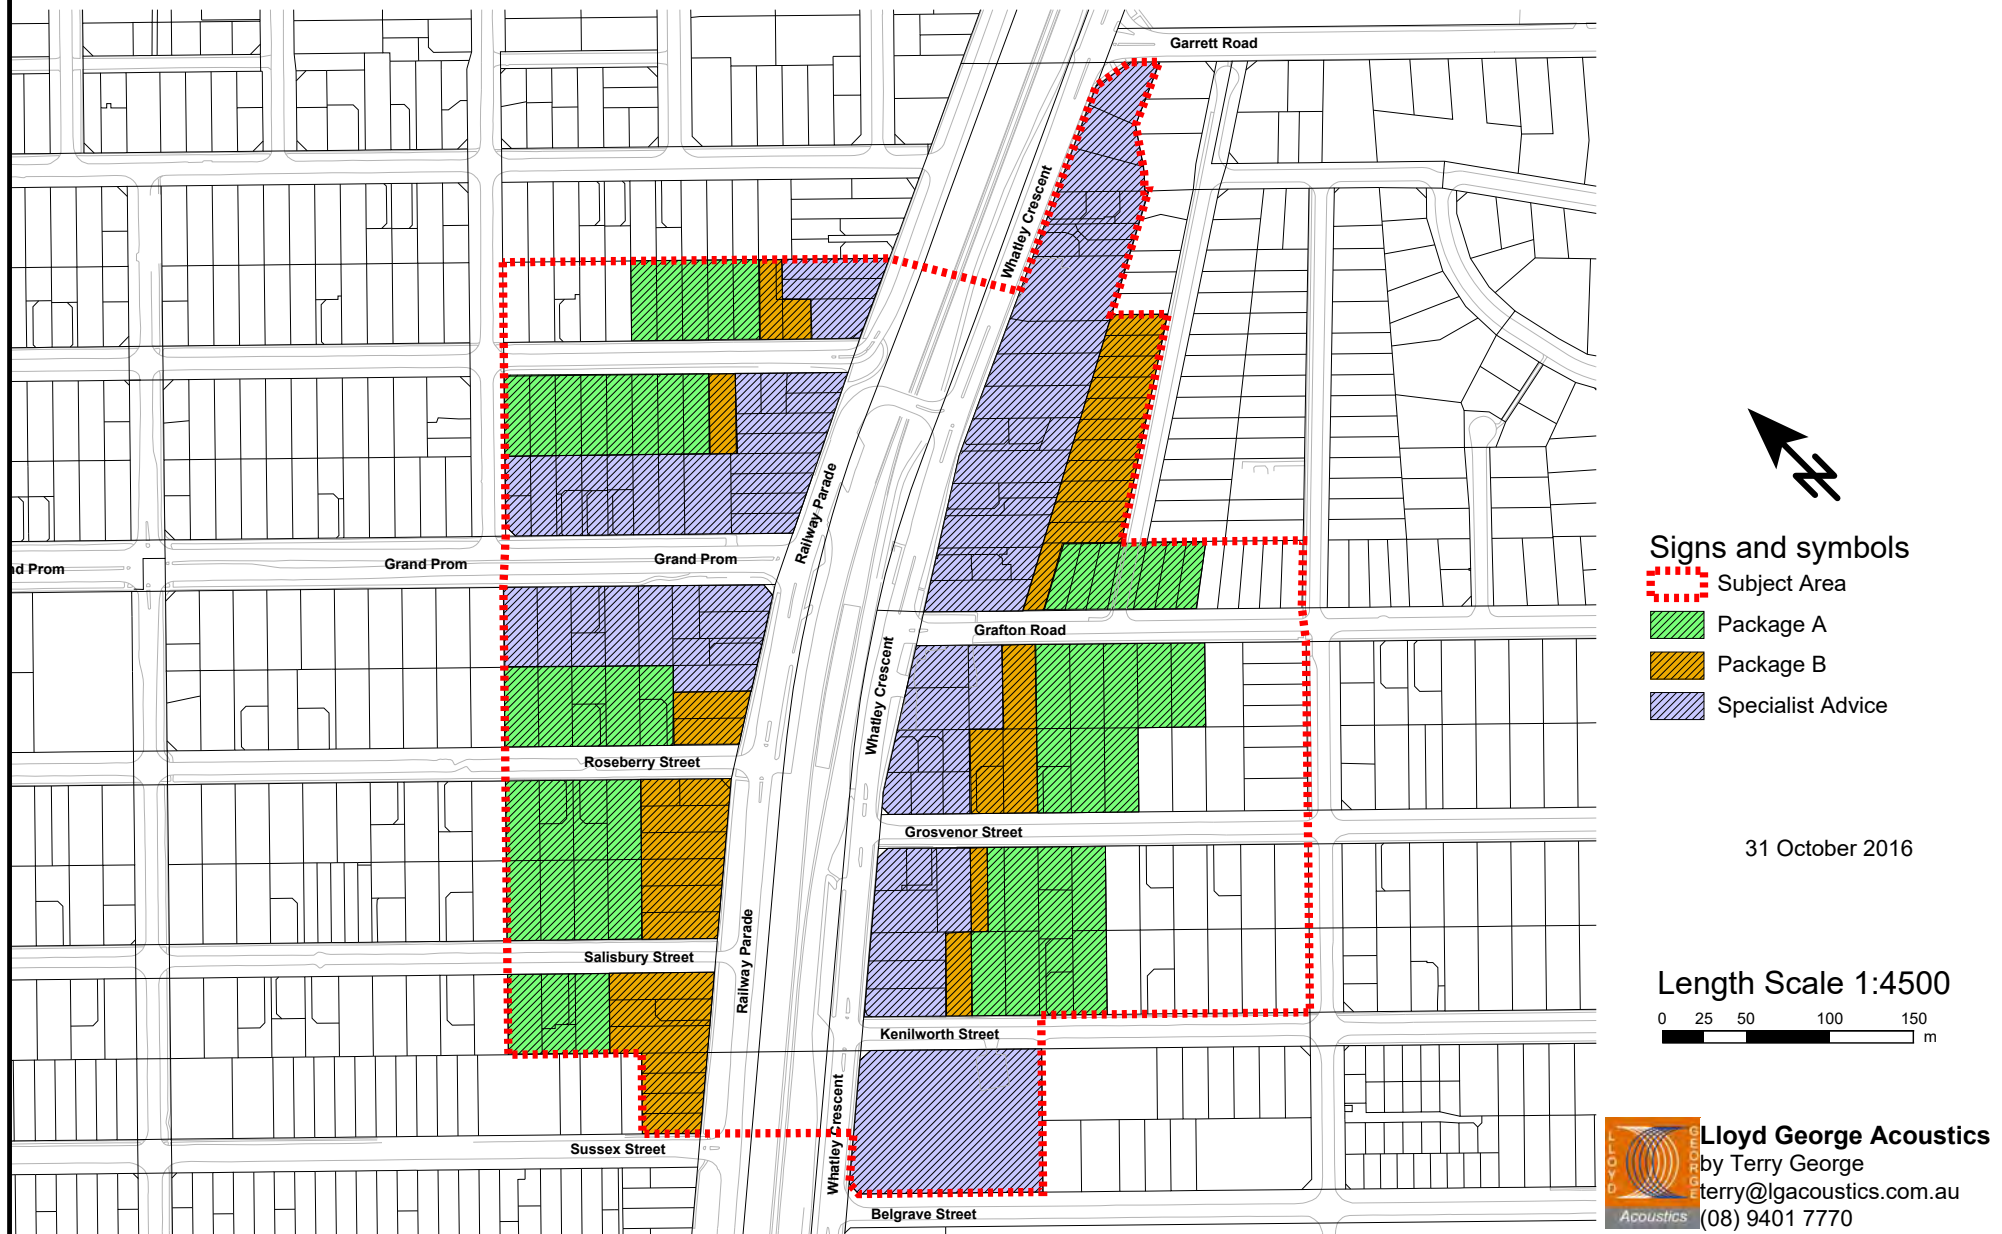 Garrett Road
Whatley Crescent
Railway Parade
nd Prom
Grand Prom
Grand Prom
Grafton Road
Whatley Crescent
Roseberry Street
Grosvenor Street
Railway Parade
Salisbury Street
Kenilworth Street
Whatley Crescent
Sussex Street
Belgrave Street
Signs and symbols
Subject Area
Package A
Package B
Specialist Advice
31 October 2016
Length Scale 1:4500
0 25 50 100 150
m
LLOYD
GEORGE
Acoustics
Lloyd George Acoustics
by Terry George
terry@lgacoustics.com.au
(08) 9401 7770